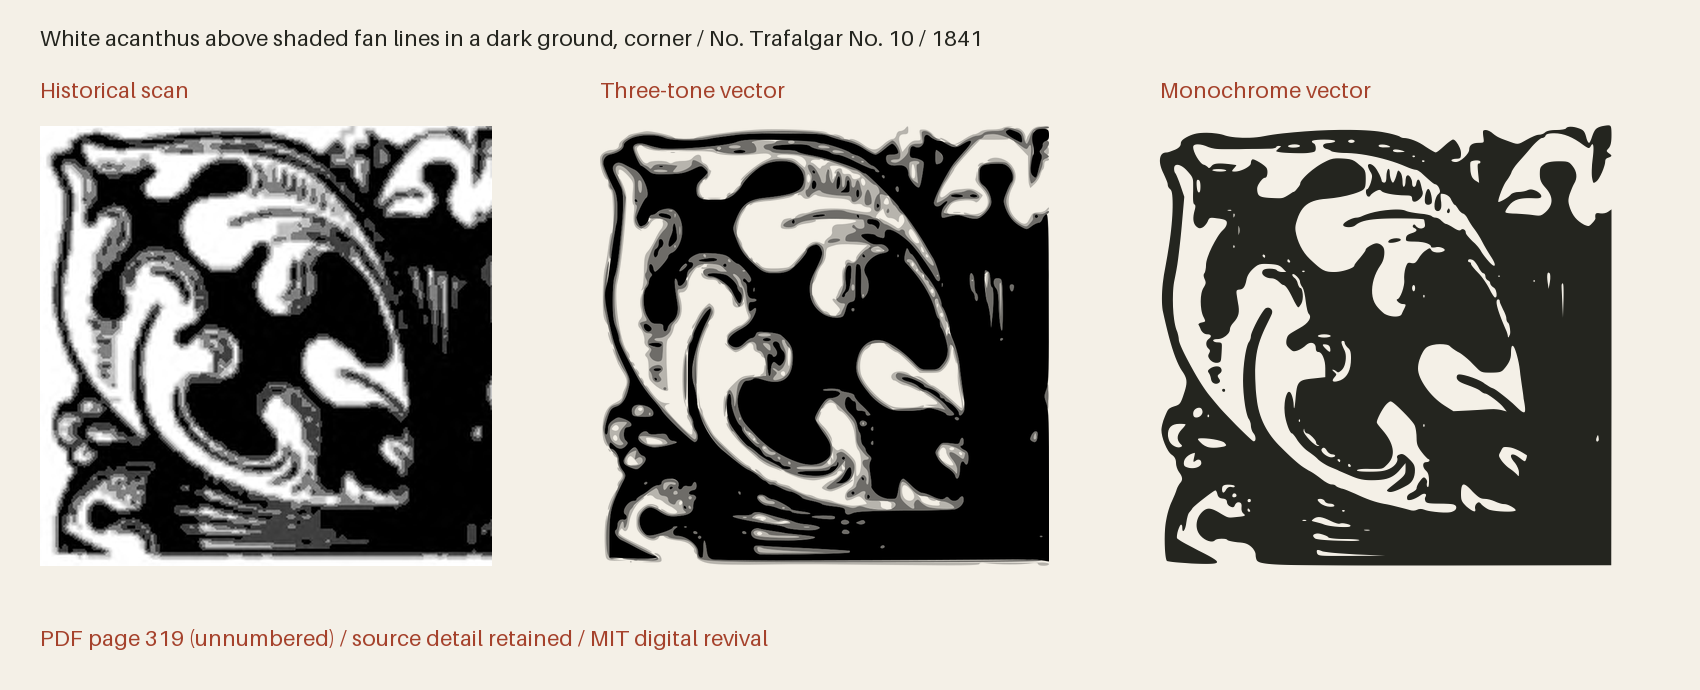 White acanthus above shaded fan lines in a dark ground, corner / No. Trafalgar No. 10 / 1841
Historical scan
Three-tone vector
Monochrome vector
PDF page 319 (unnumbered) / source detail retained / MIT digital revival